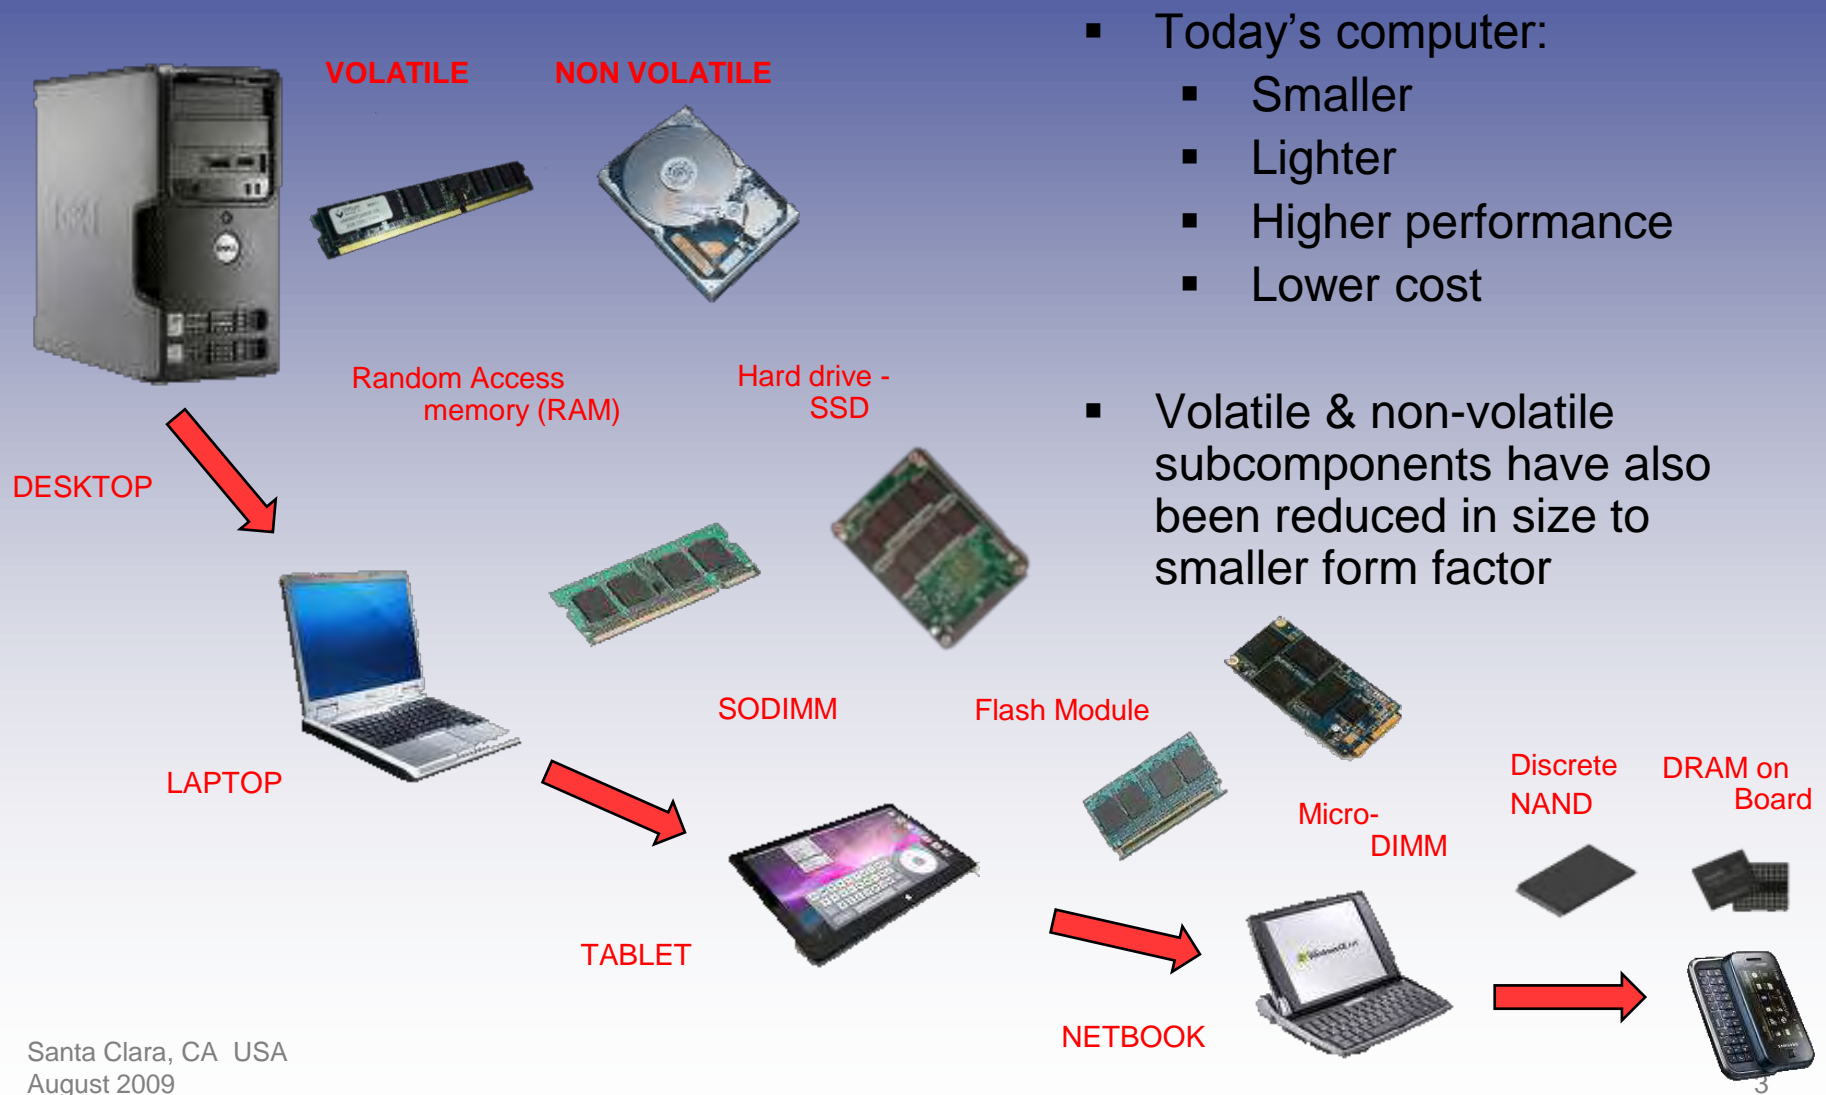 VOLATILE
NON VOLATILE
▪ Today’s computer:
▪ Smaller
▪ Lighter
▪ Higher performance
▪ Lower cost
Random Access
memory (RAM)
Hard drive -
SSD
▪ Volatile & non-volatile
subcomponents have also
been reduced in size to
smaller form factor
DESKTOP
SODIMM
Flash Module
LAPTOP
Micro-
DIMM
Discrete
NAND
DRAM on
Board
TABLET
NETBOOK
Santa Clara, CA USA
August 2009
3